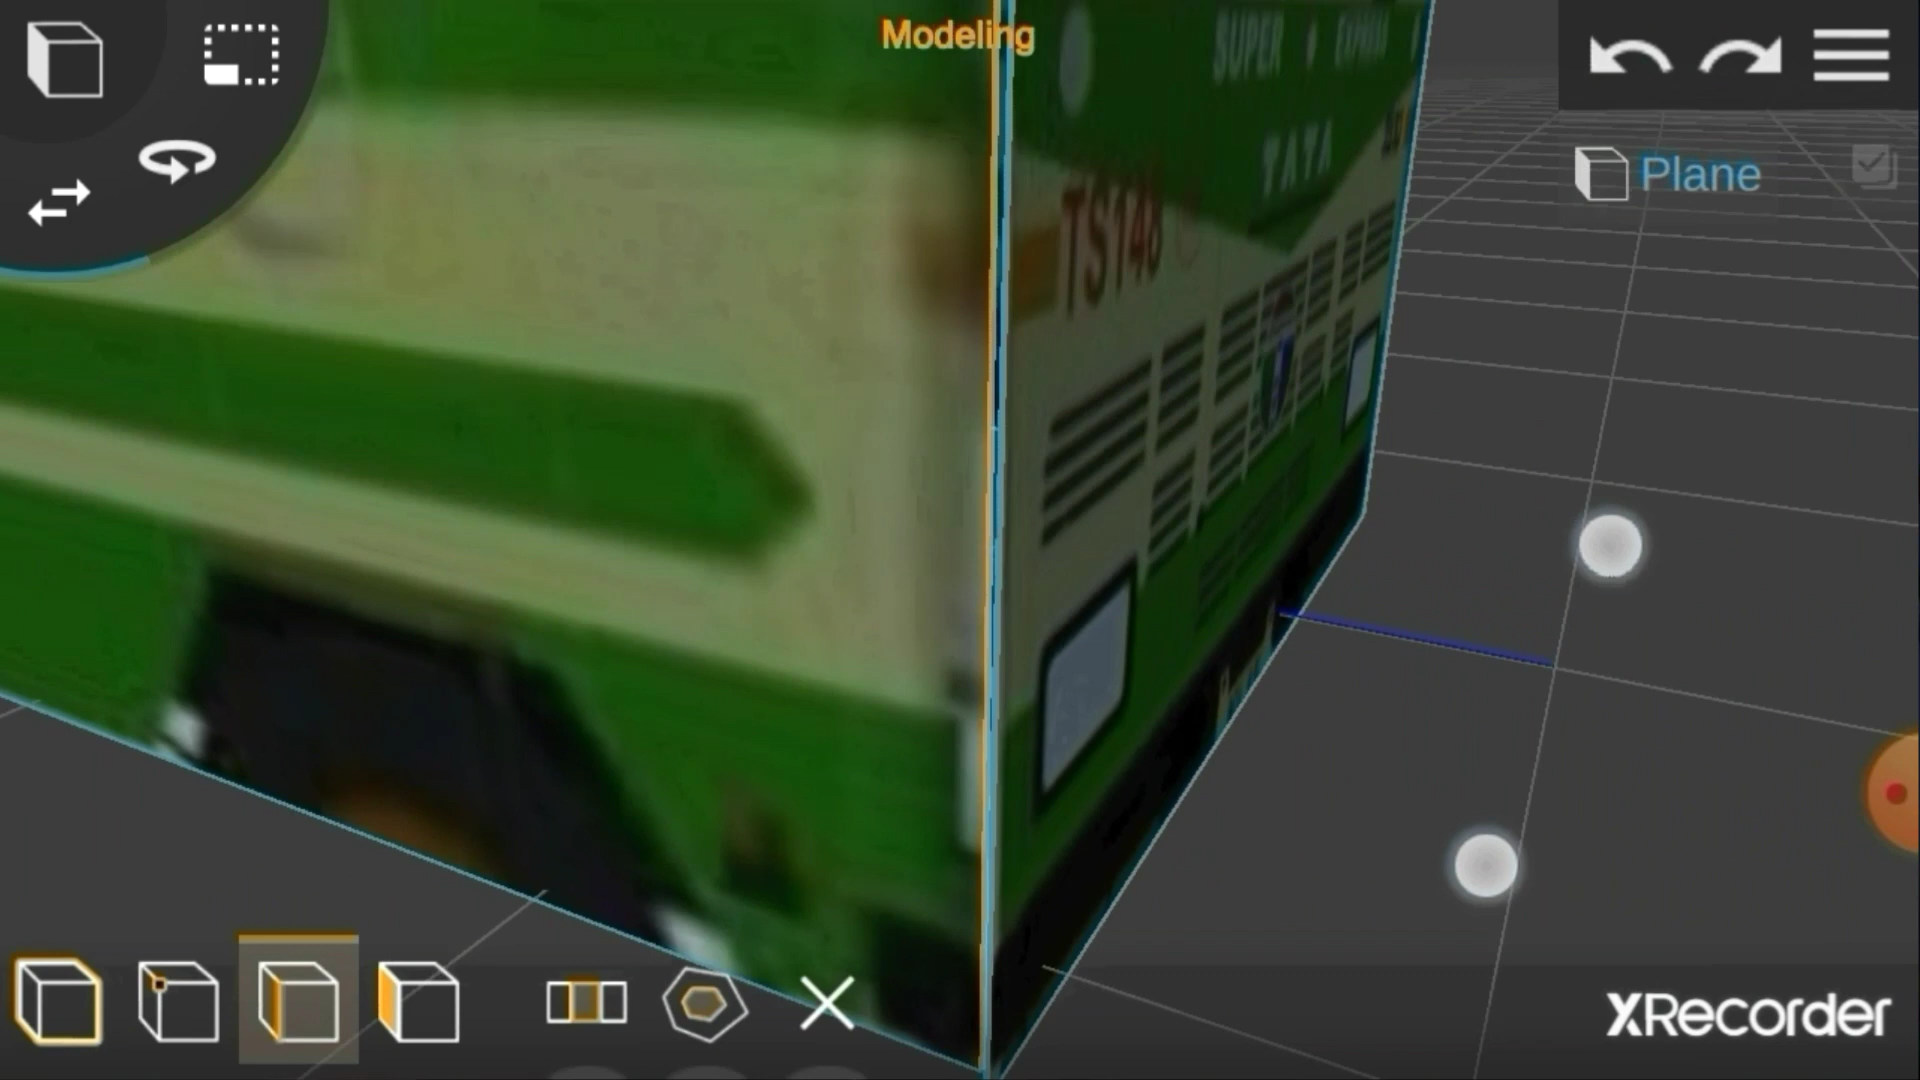 Modeling
SUPER
TATA
Plane
TS146
XRecorder